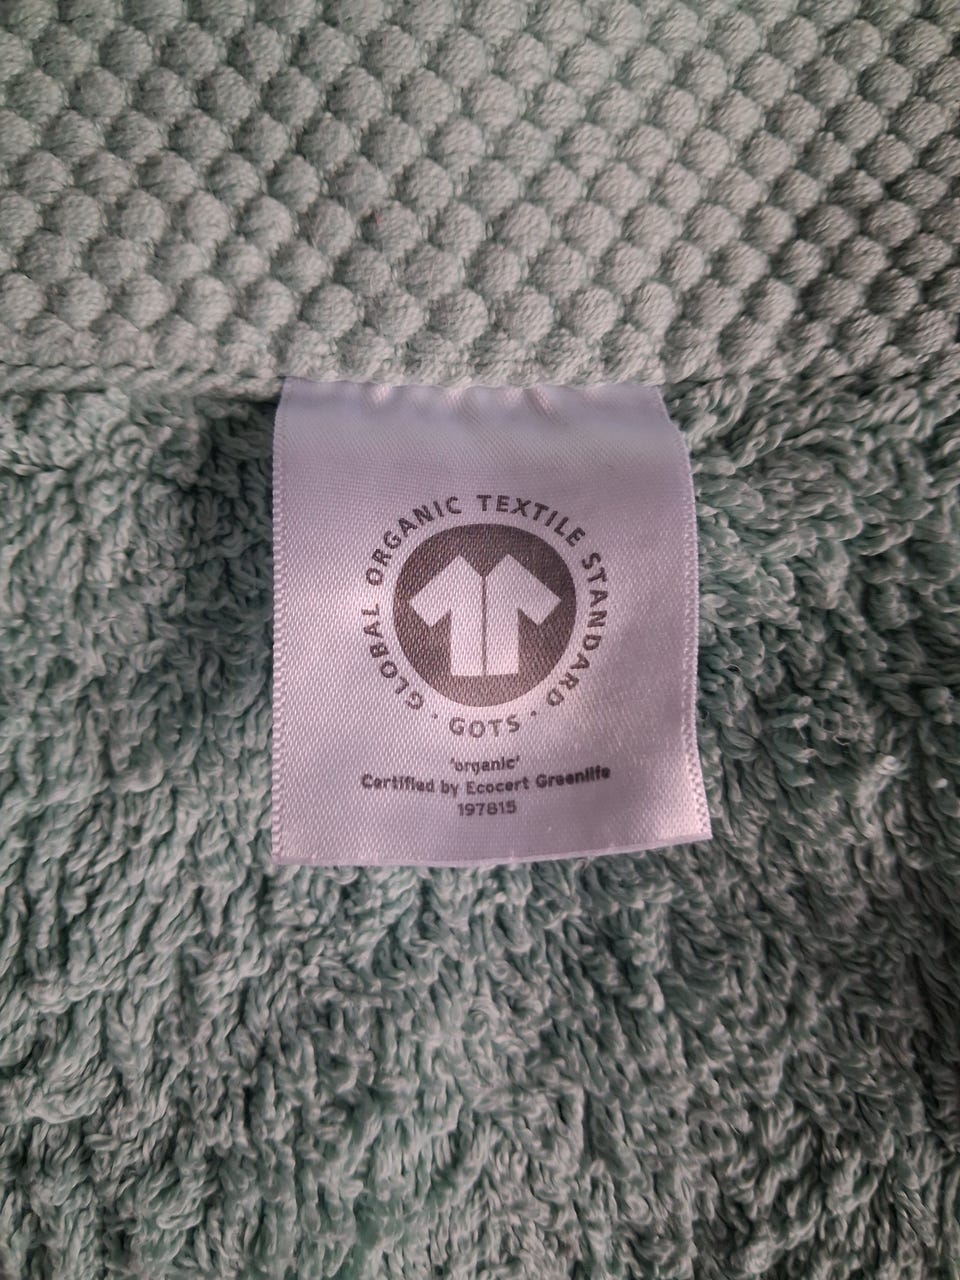 GLOBAL ORGANIC TEXTILE STANDARD
· GOTS ·
'organic'
Certified by Ecocert Greenlife
197815